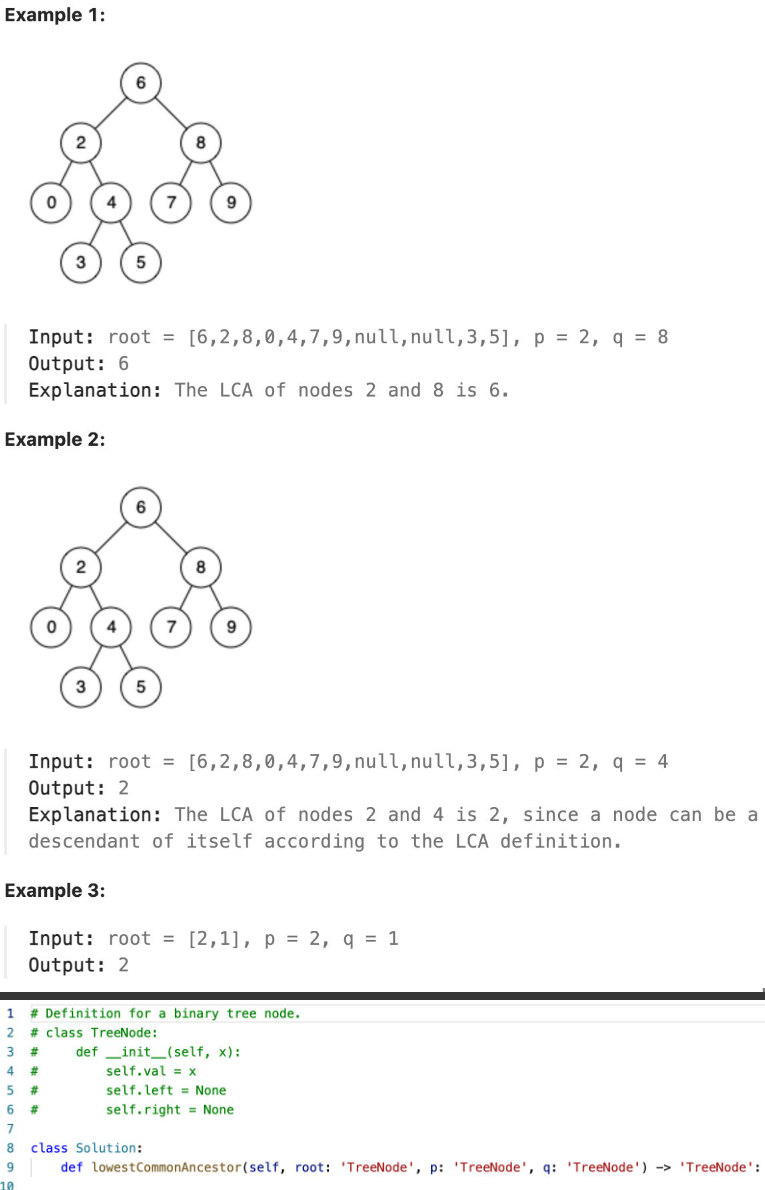 Example 1:
6
2 8
0 4 7 9
3 5
Input: root = [6,2,8,0,4,7,9,null,null,3,5], p = 2, q = 8
Output: 6
Explanation: The LCA of nodes 2 and 8 is 6.
Example 2:
6
2 8
0 4 7 9
3 5
Input: root = [6,2,8,0,4,7,9,null,null,3,5], p = 2, q = 4
Output: 2
Explanation: The LCA of nodes 2 and 4 is 2, since a node can be a
descendant of itself according to the LCA definition.
Example 3:
Input: root = [2,1], p = 2, q = 1
Output: 2
1 # Definition for a binary tree node.
2 # class TreeNode:
3 #     def __init__(self, x):
4 #         self.val = x
5 #         self.left = None
6 #         self.right = None
7
8 class Solution:
9     def lowestCommonAncestor(self, root: 'TreeNode', p: 'TreeNode', q: 'TreeNode') -> 'TreeNode':
10